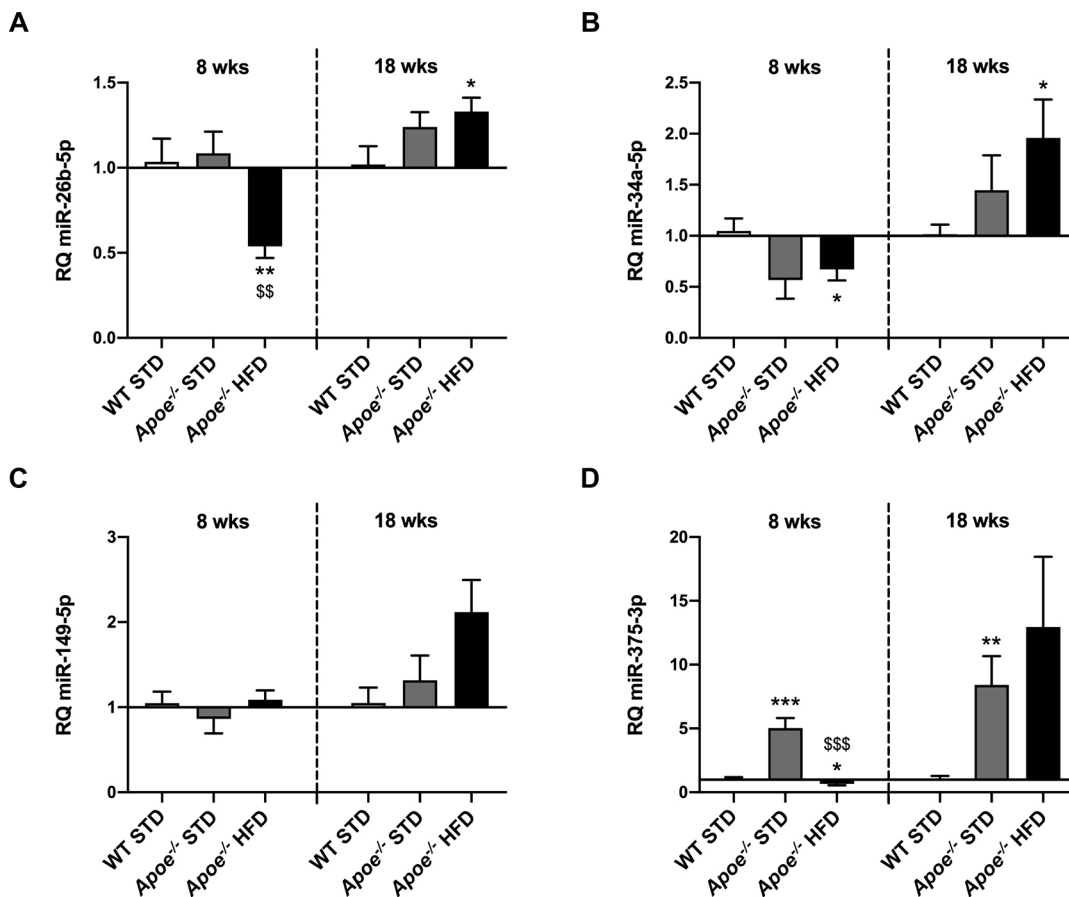 A
8 wks 18 wks
RQ miR-26b-5p
1.5
1.0
0.5
0.0
*
**
$$
WT STD
Apoe-/- STD
Apoe-/- HFD
WT STD
Apoe-/- STD
Apoe-/- HFD
B
8 wks 18 wks
RQ miR-34a-5p
2.5
2.0
1.5
1.0
0.5
0.0
*
*
WT STD
Apoe-/- STD
Apoe-/- HFD
WT STD
Apoe-/- STD
Apoe-/- HFD
C
8 wks 18 wks
RQ miR-149-5p
3
2
1
0
WT STD
Apoe-/- STD
Apoe-/- HFD
WT STD
Apoe-/- STD
Apoe-/- HFD
D
8 wks 18 wks
RQ miR-375-3p
20
15
10
5
0
***
$$$
*
**
WT STD
Apoe-/- STD
Apoe-/- HFD
WT STD
Apoe-/- STD
Apoe-/- HFD